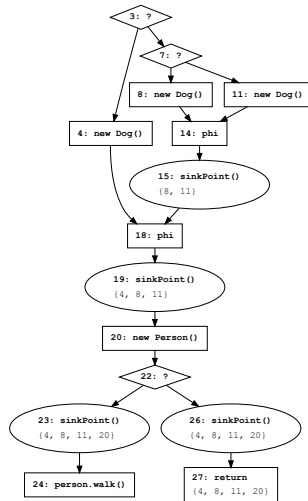 3: ?
7: ?
8: new Dog()
11: new Dog()
4: new Dog()
14: phi
15: sinkPoint()
{8, 11}
18: phi
19: sinkPoint()
{4, 8, 11}
20: new Person()
22: ?
23: sinkPoint()
{4, 8, 11, 20}
26: sinkPoint()
{4, 8, 11, 20}
24: person.walk()
27: return
{4, 8, 11, 20}